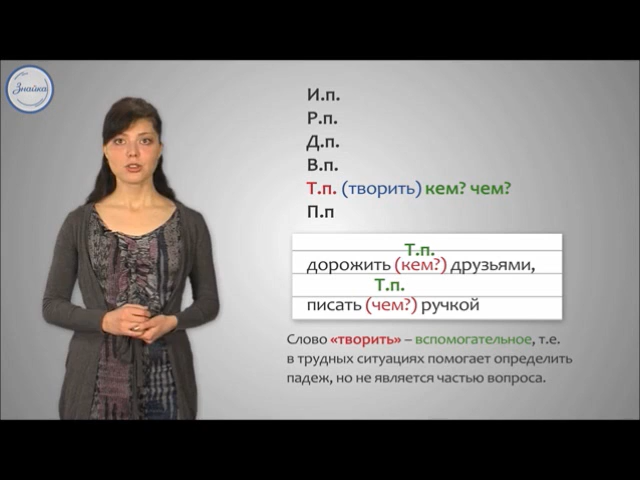 Знайка
И.п.
Р.п.
Д.п.
В.п.
Т.п. (творить) кем? чем?
П.п
Т.п.
дорожить (кем?) друзьями,
Т.п.
писать (чем?) ручкой
Слово «творить» – вспомогательное, т.е.
в трудных ситуациях помогает определить
падеж, но не является частью вопроса.